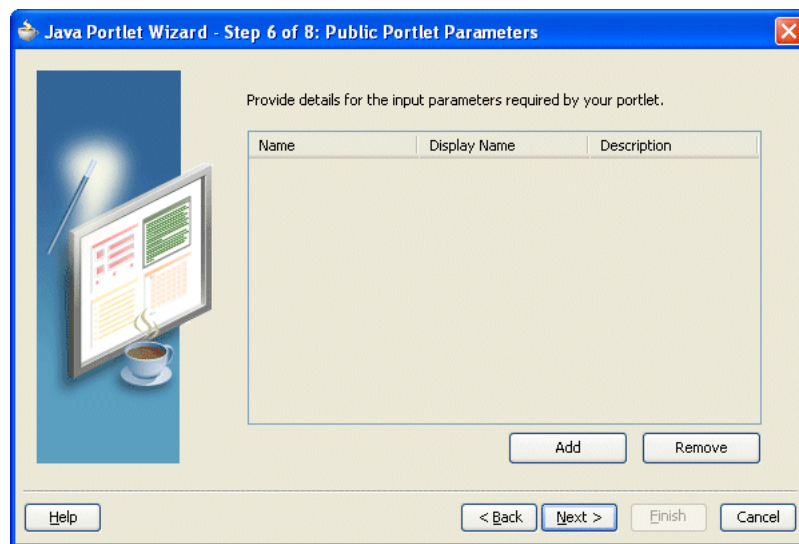 Java Portlet Wizard - Step 6 of 8: Public Portlet Parameters
Provide details for the input parameters required by your portlet.
Name Display Name Description
Add Remove
Help < Back Next > Finish Cancel